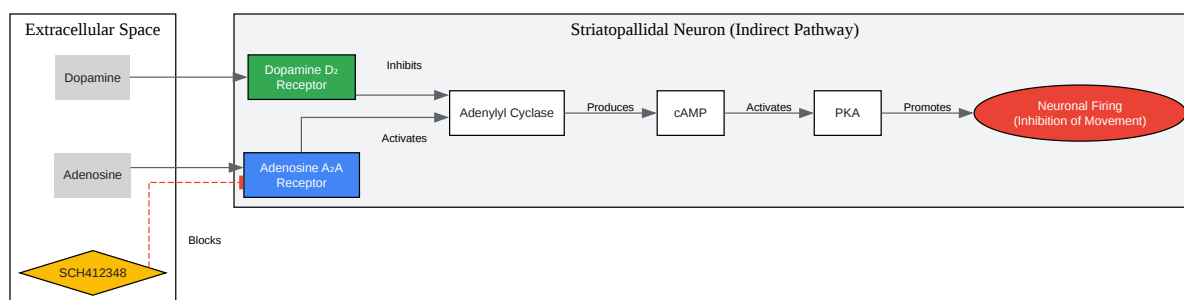 Extracellular Space
Striatopallidal Neuron (Indirect Pathway)
Dopamine
Dopamine D₂
Receptor
Inhibits
Adenylyl Cyclase
Produces
cAMP
Activates
PKA
Promotes
Neuronal Firing
(Inhibition of Movement)
Activates
Adenosine
Adenosine A₂A
Receptor
Blocks
SCH412348